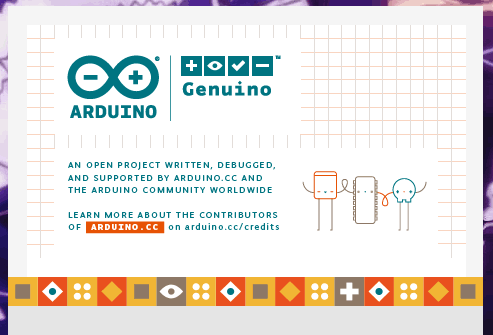 ARDUINO
Genuino™
AN OPEN PROJECT WRITTEN, DEBUGGED,
AND SUPPORTED BY ARDUINO.CC AND
THE ARDUINO COMMUNITY WORLDWIDE
LEARN MORE ABOUT THE CONTRIBUTORS
OF ARDUINO.CC on arduino.cc/credits